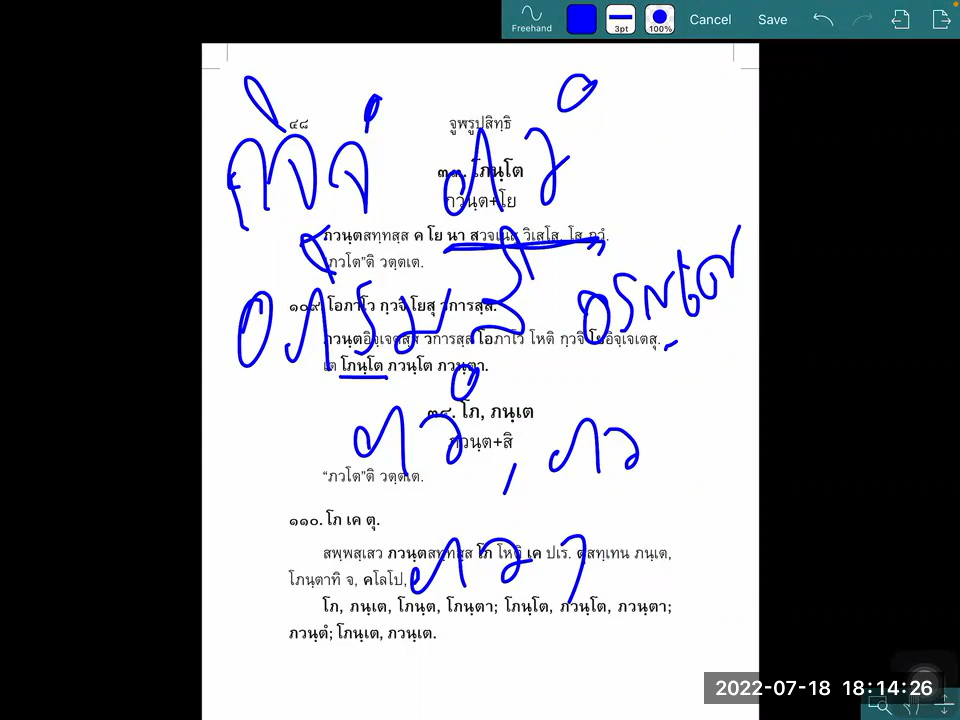 Freehand 3pt 100% Cancel Save
๔๘ จูฬรูปสิทฺธิ
๓๓. โภนฺโต
ภวนฺต+โย
ภวนฺตสทฺทสฺส ค โย นา สวจเนสุ วิเสโส. โส ภวํ.
"ภวโต"ติ วตฺตเต.
๑๐๙. โอภาโว กฺวจิ โยสุ วการสฺส.
ภวนฺตอิจฺเจตสฺส วการสฺส โอภาโว โหติ กฺวจิ โยอิจฺเจเตสุ.
เต โภนฺโต ภวนฺโต ภวนฺตา.
๓๔. โภ, ภนฺเต
ภวนฺต+สิ
"ภวโต"ติ วตฺตเต.
๑๑๐. โภ เค ตุ.
สพฺพสฺเสว ภวนฺตสทฺทสฺส โภ โหติ เค ปเร. ตุสทฺเทน ภนฺเต,
โภนฺตาทิ จ, คโลโป,
โภ, ภนฺเต, โภนฺต, โภนฺตา; โภนฺโต, ภวนฺโต, ภวนฺตา;
ภวนฺตํ; โภนฺเต, ภวนฺเต.
2022-07-18 18:14:26